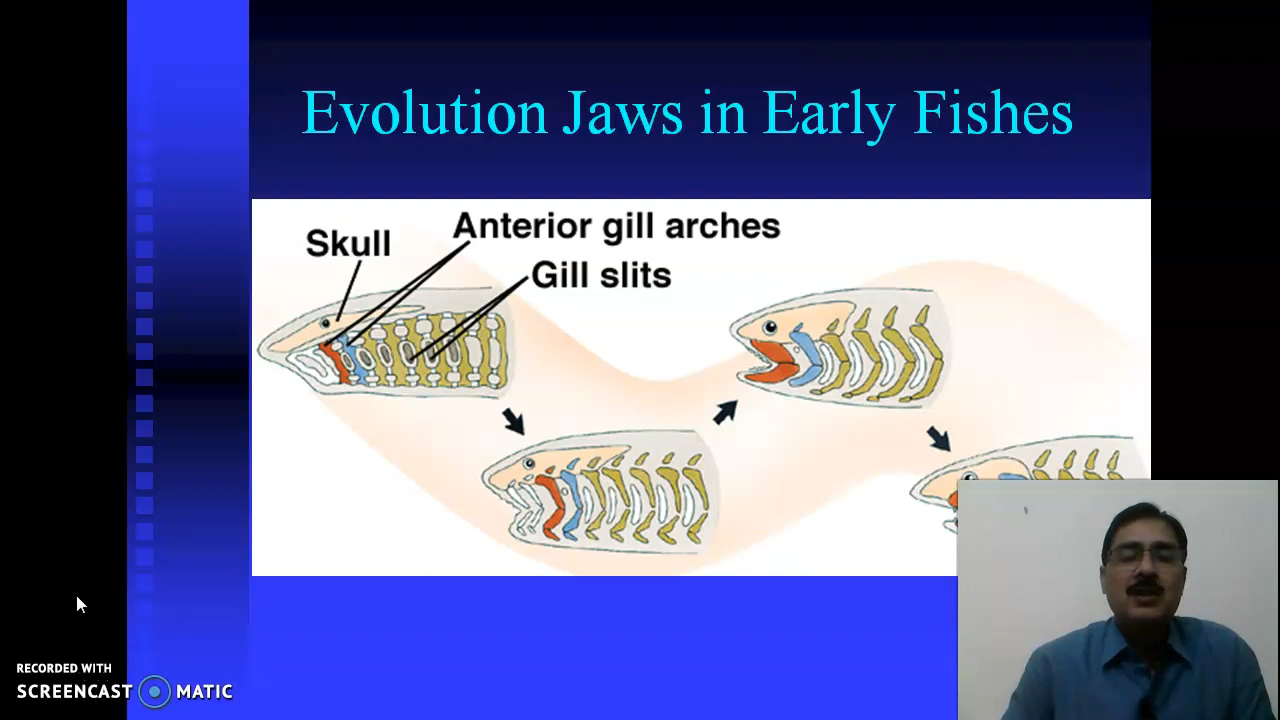 Evolution Jaws in Early Fishes
Anterior gill arches
Skull
Gill slits
RECORDED WITH
SCREENCAST MATIC